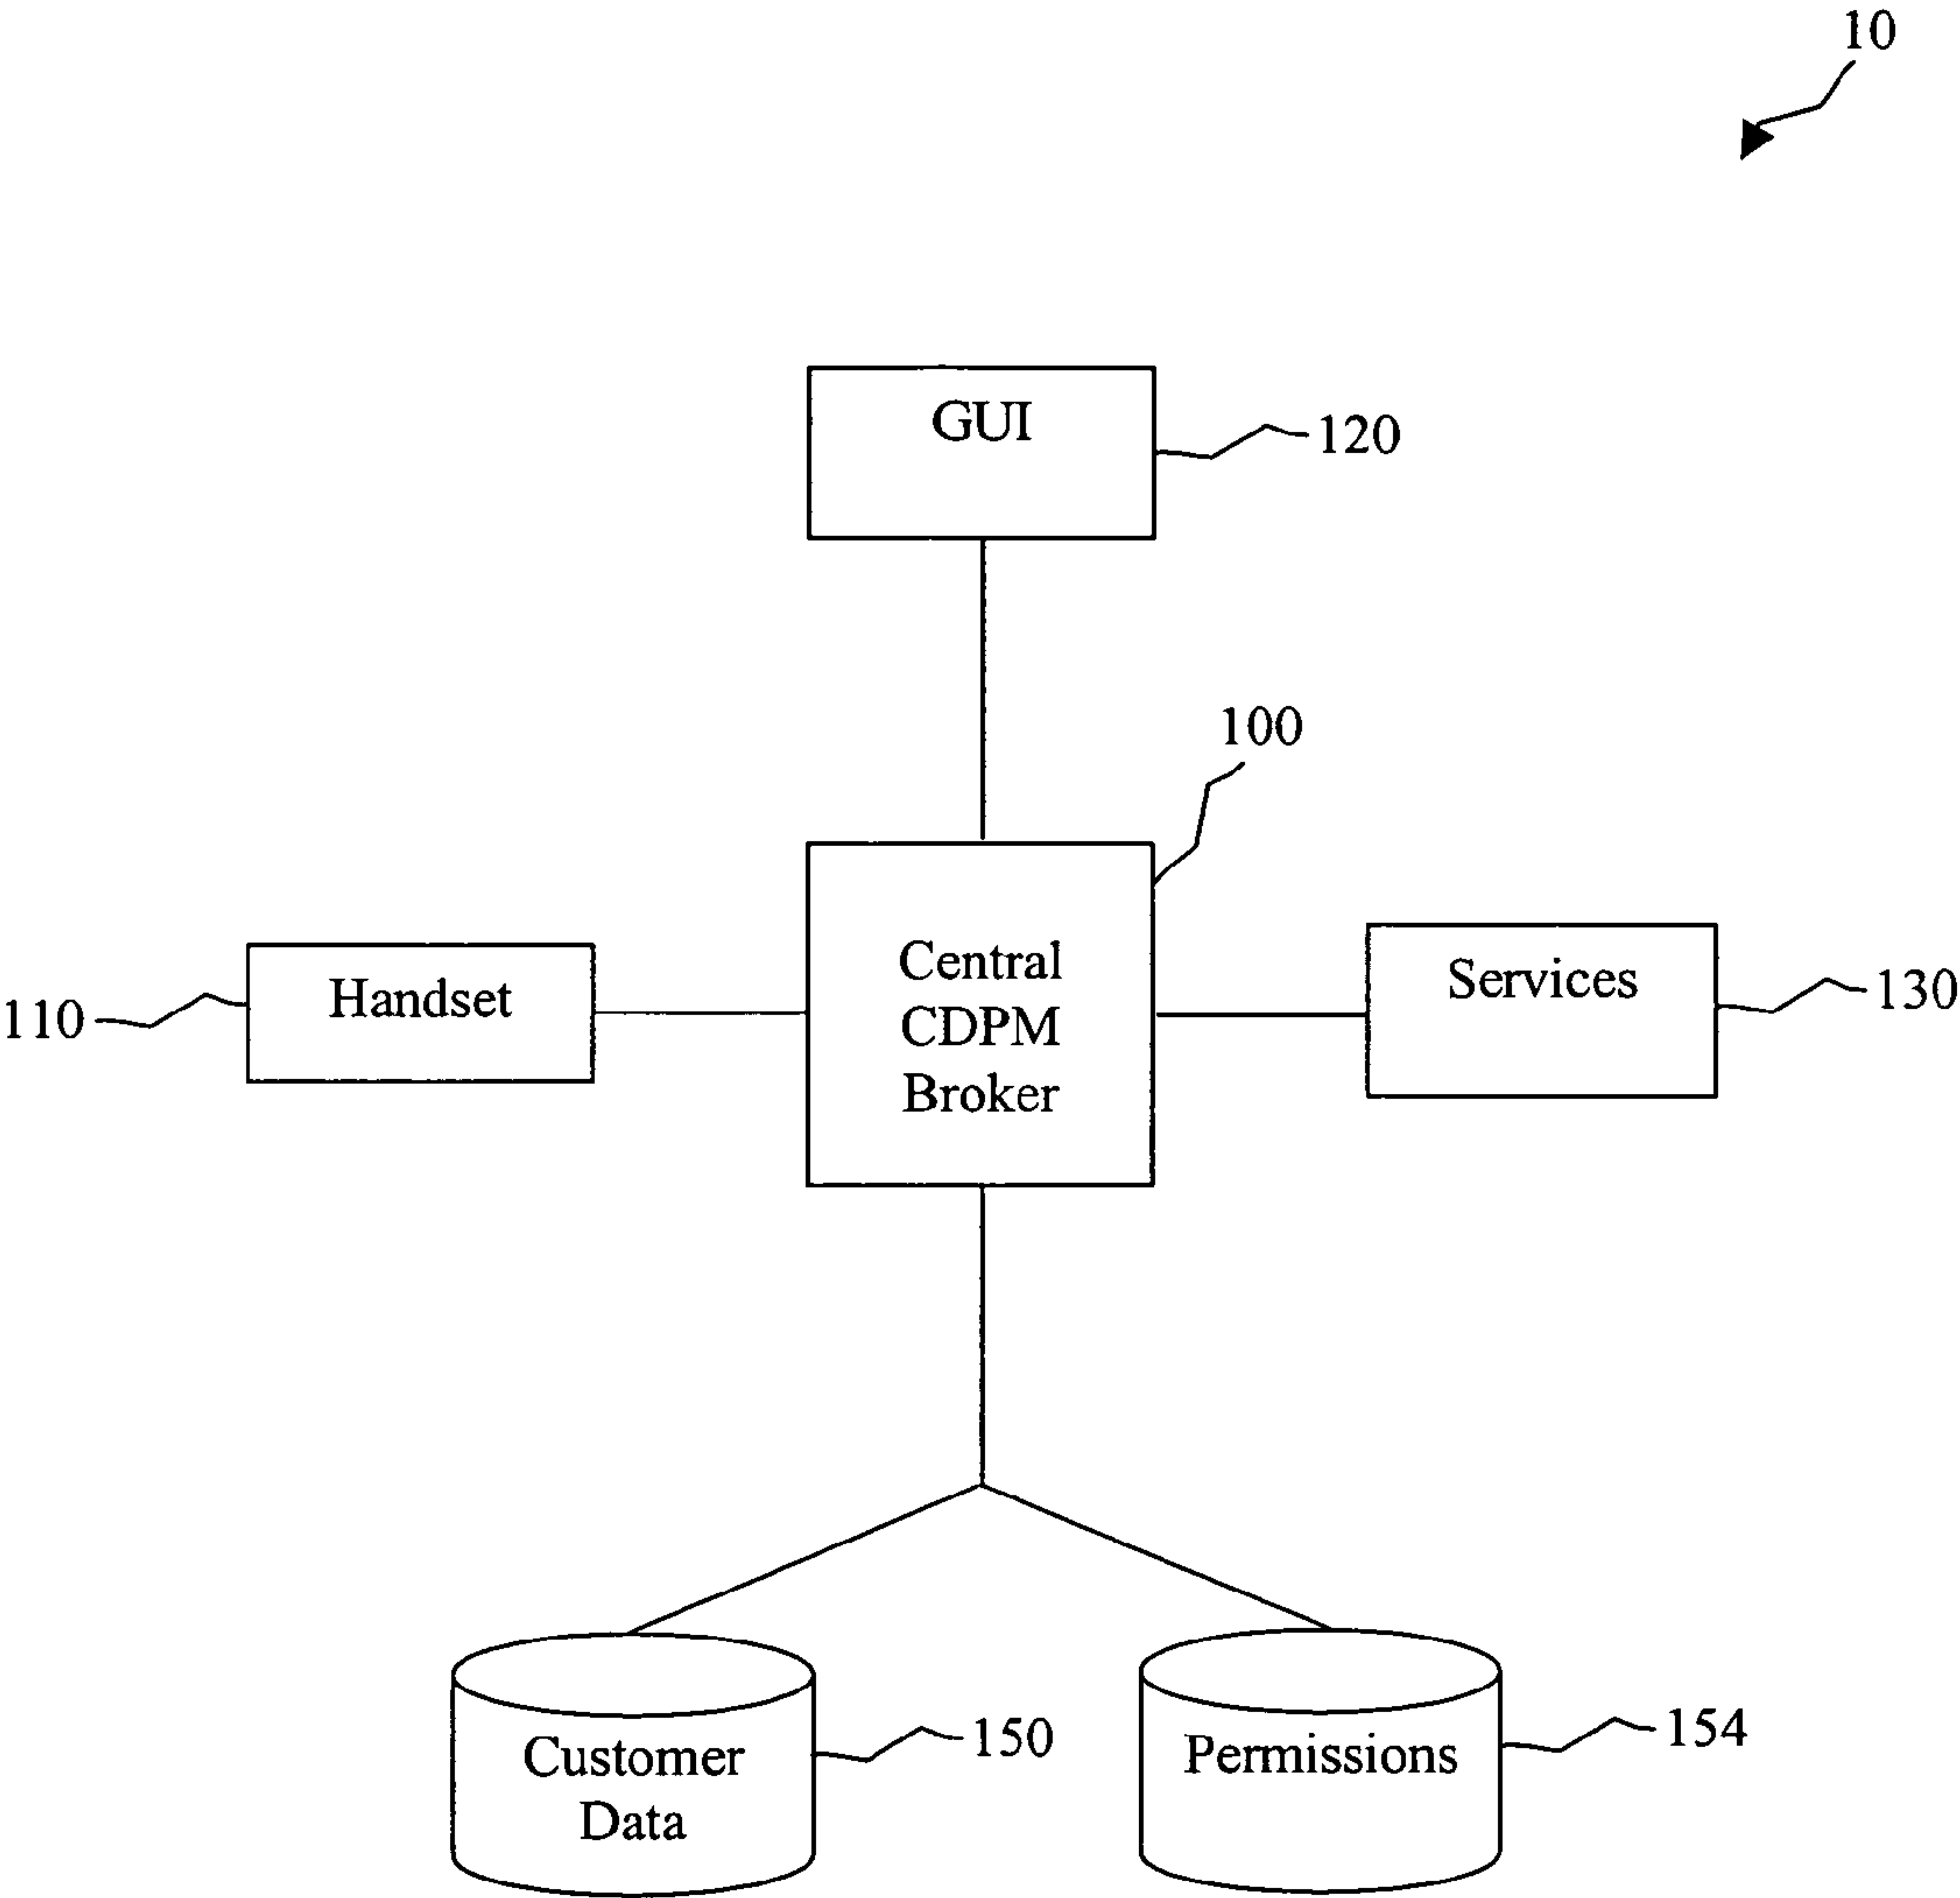 10
GUI
120
100
Central
CDPM
Broker
Handset
110
Services
130
Customer
Data
150
Permissions
154